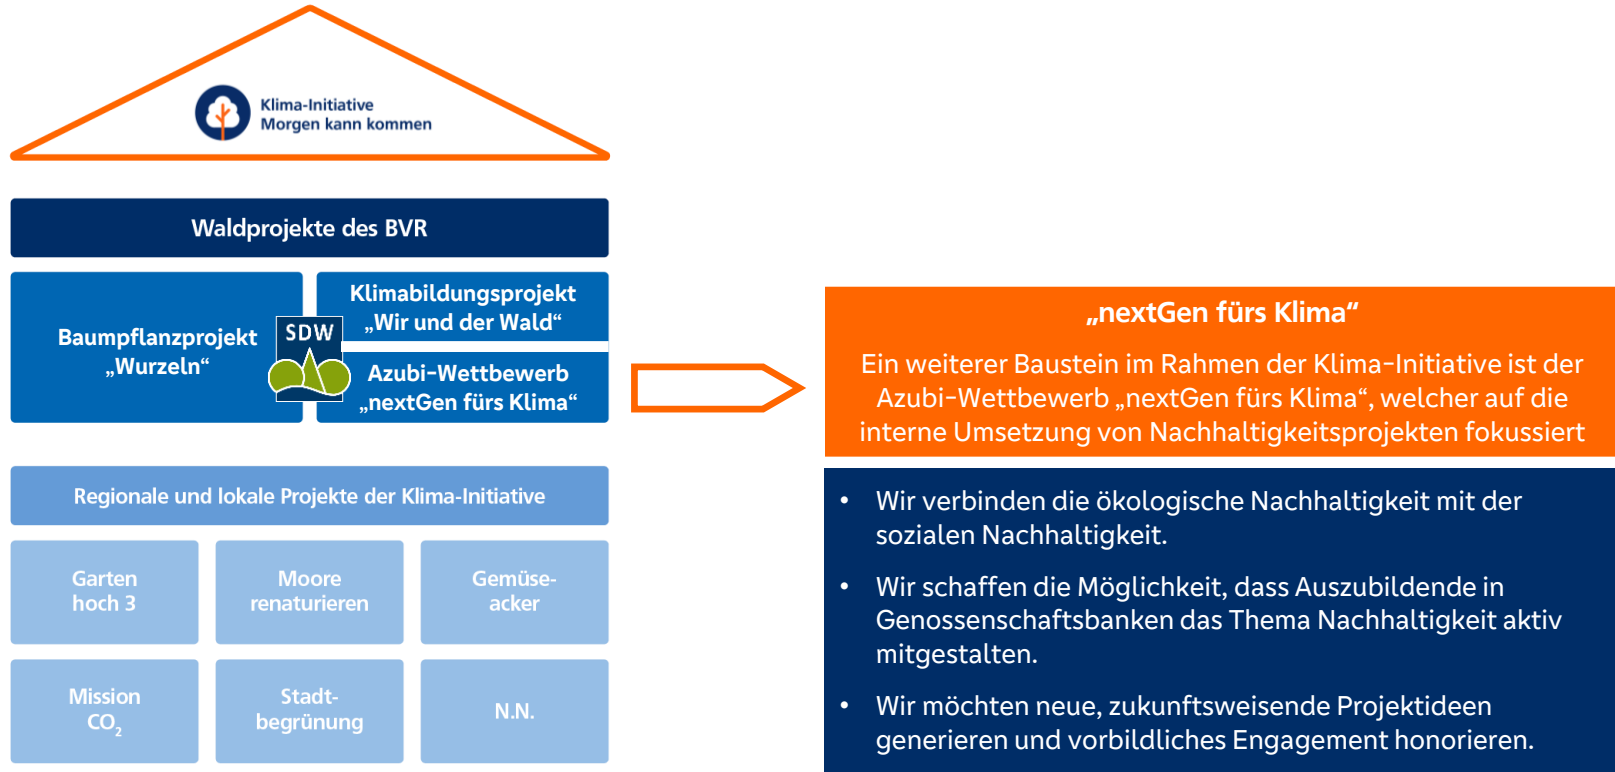 Klima-Initiative
Morgen kann kommen
Waldprojekte des BVR
Baumpflanzprojekt
„Wurzeln“
SDW
Klimabildungsprojekt
„Wir und der Wald“
Azubi-Wettbewerb
„nextGen fürs Klima“
Regionale und lokale Projekte der Klima-Initiative
Garten
hoch 3
Moore
renaturieren
Gemüse-
acker
Mission
CO₂
Stadt-
begrünung
N.N.
„nextGen fürs Klima“
Ein weiterer Baustein im Rahmen der Klima-Initiative ist der
Azubi-Wettbewerb „nextGen fürs Klima“, welcher auf die
interne Umsetzung von Nachhaltigkeitsprojekten fokussiert
• Wir verbinden die ökologische Nachhaltigkeit mit der
sozialen Nachhaltigkeit.
• Wir schaffen die Möglichkeit, dass Auszubildende in
Genossenschaftsbanken das Thema Nachhaltigkeit aktiv
mitgestalten.
• Wir möchten neue, zukunftsweisende Projektideen
generieren und vorbildliches Engagement honorieren.